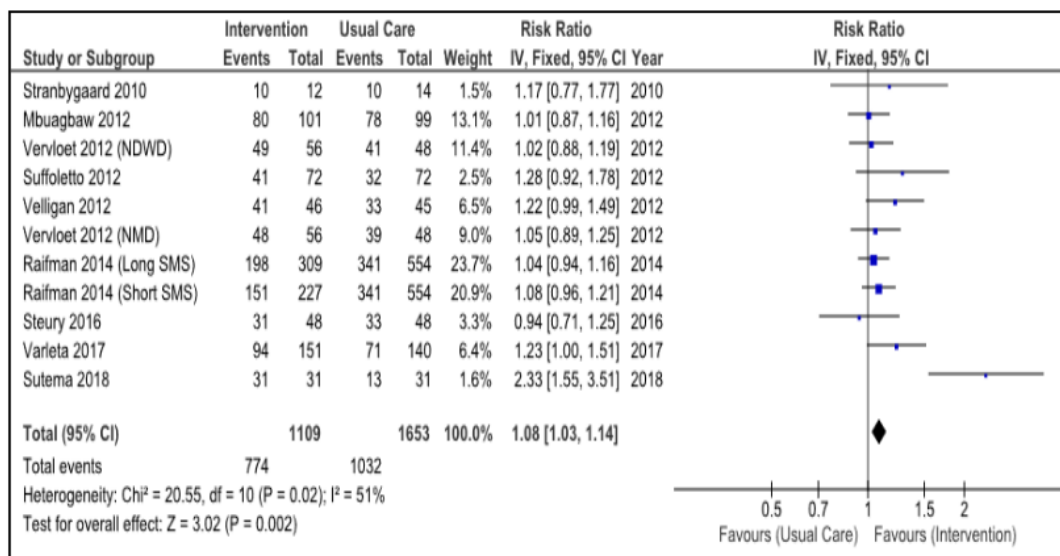 Intervention Usual Care Risk Ratio Risk Ratio
Study or Subgroup Events Total Events Total Weight IV, Fixed, 95% CI Year IV, Fixed, 95% CI
Stranbygaard 2010 10 12 10 14 1.5% 1.17 [0.77, 1.77] 2010
Mbuagbaw 2012 80 101 78 99 13.1% 1.01 [0.87, 1.16] 2012
Vervloet 2012 (NDWD) 49 56 41 48 11.4% 1.02 [0.88, 1.19] 2012
Suffoletto 2012 41 72 32 72 2.5% 1.28 [0.92, 1.78] 2012
Velligan 2012 41 46 33 45 6.5% 1.22 [0.99, 1.49] 2012
Vervloet 2012 (NMD) 48 56 39 48 9.0% 1.05 [0.89, 1.25] 2012
Raifman 2014 (Long SMS) 198 309 341 554 23.7% 1.04 [0.94, 1.16] 2014
Raifman 2014 (Short SMS) 151 227 341 554 20.9% 1.08 [0.96, 1.21] 2014
Steury 2016 31 48 33 48 3.3% 0.94 [0.71, 1.25] 2016
Varleta 2017 94 151 71 140 6.4% 1.23 [1.00, 1.51] 2017
Sutema 2018 31 31 13 31 1.6% 2.33 [1.55, 3.51] 2018
Total (95% CI) 1109 1653 100.0% 1.08 [1.03, 1.14]
Total events 774 1032
Heterogeneity: Chi² = 20.55, df = 10 (P = 0.02); I² = 51%
Test for overall effect: Z = 3.02 (P = 0.002)
0.5 0.7 1 1.5 2
Favours (Usual Care) Favours (Intervention)